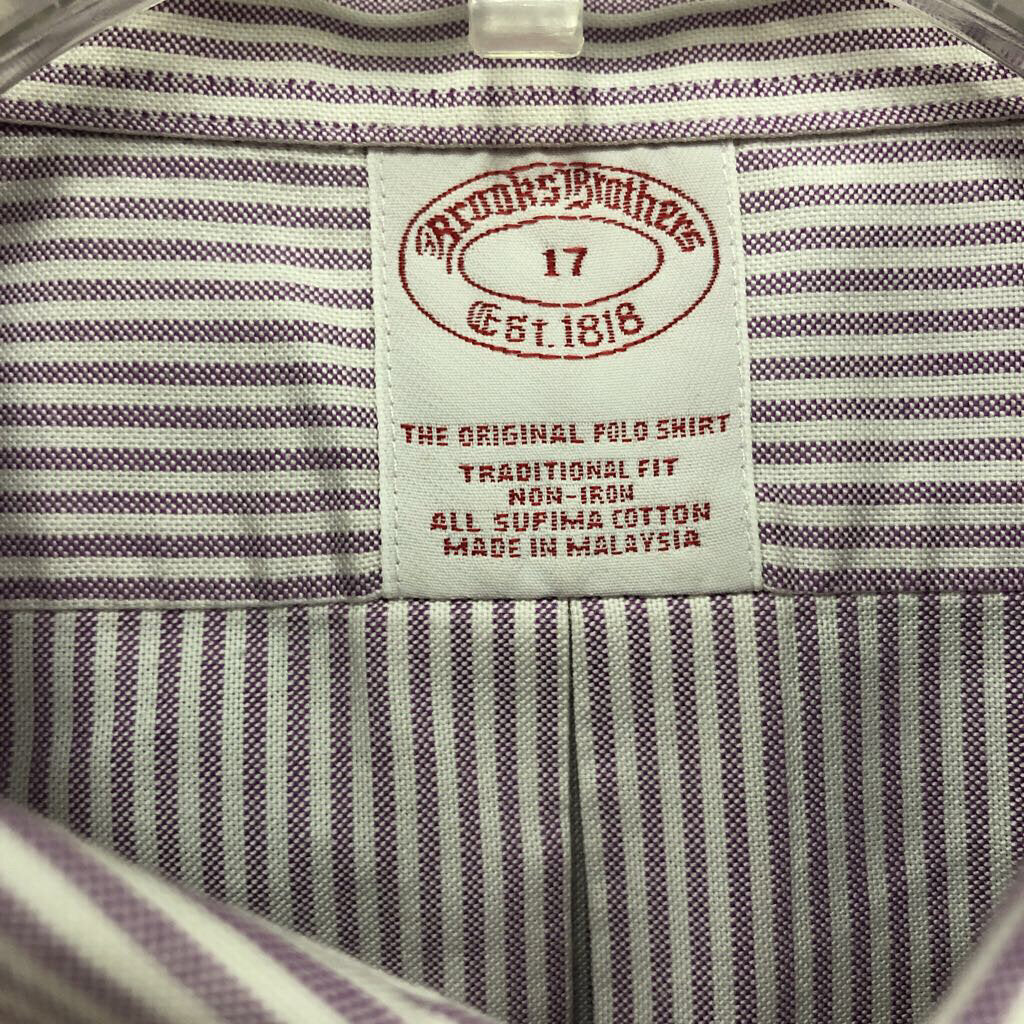 Brooks Brothers
17
Est. 1818
THE ORIGINAL POLO SHIRT
TRADITIONAL FIT
NON-IRON
ALL SUPIMA COTTON
MADE IN MALAYSIA